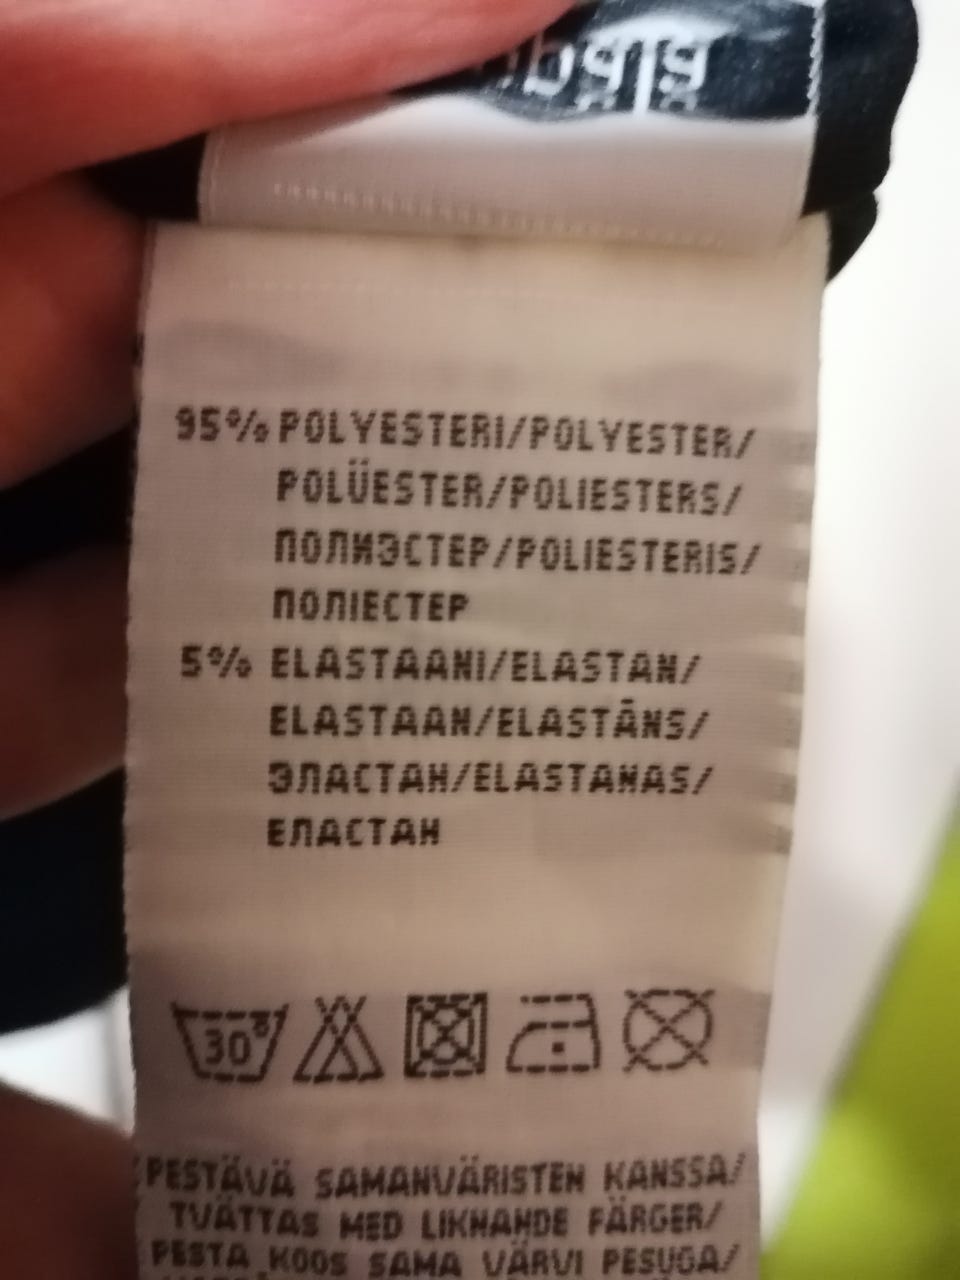 95% POLYESTERI/POLYESTER/
POLÜESTER/POLIESTERS/
ПОЛИЭСТЕР/POLIESTERIS/
ПОЛІЕСТЕР
5% ELASTAANI/ELASTAN/
ELASTAAN/ELASTĀNS/
ЭЛАСТАН/ELASTANAS/
ЕЛАСТАН
30°
PESTÄVÄ SAMANVÄRISTEN KANSSA/
TVÄTTAS MED LIKNANDE FÄRGER/
PESTA KOOS SAMA VÄRVI PESUGA/